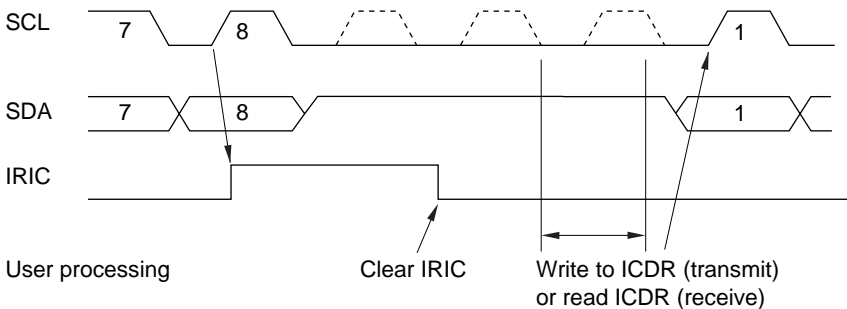 SCL 7 8 1
SDA 7 8 1
IRIC
User processing Clear IRIC Write to ICDR (transmit)
or read ICDR (receive)